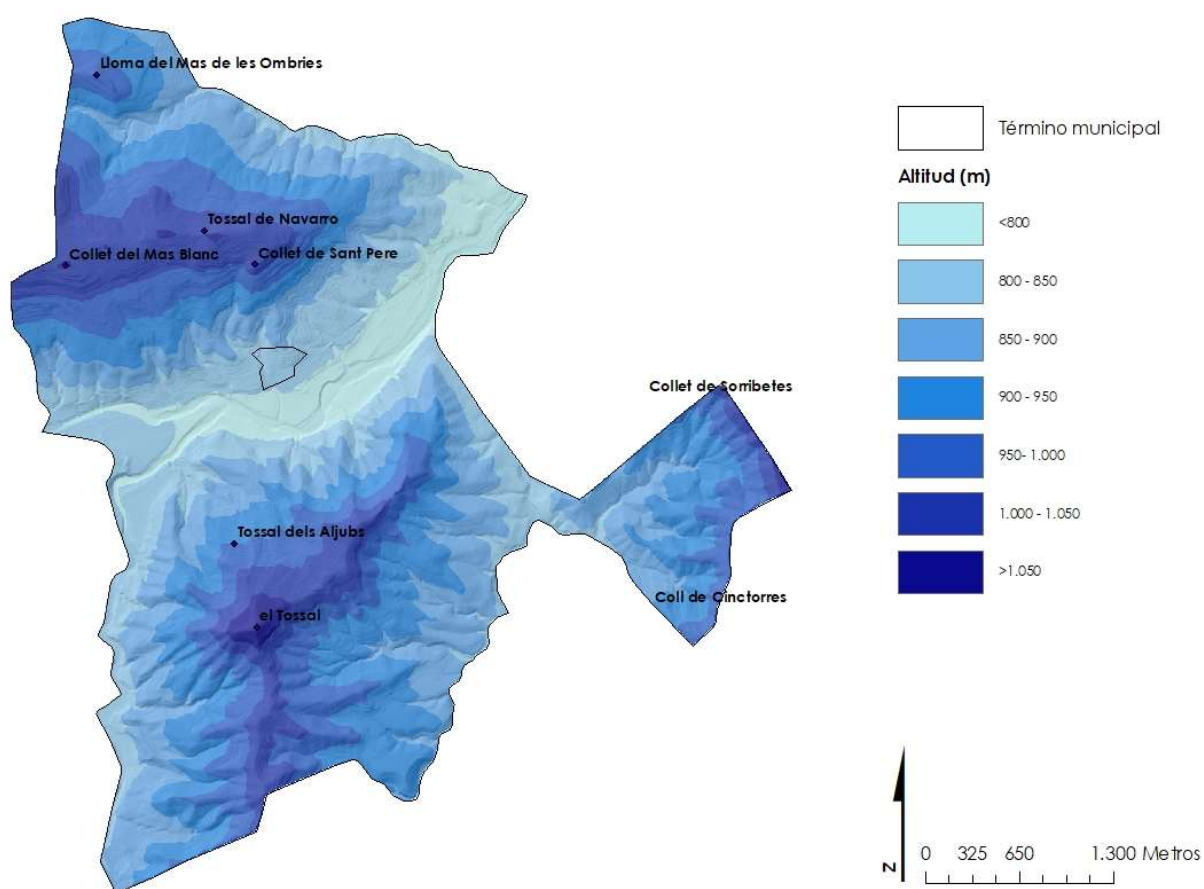 Lloma del Mas de les Ombries
Tossal de Navarro
Collet del Mas Blanc
Collet de Sant Pere
Collet de Sorribetes
Tossal dels Aljubs
Coll de Cinctorres
el Tossal
Término municipal
Altitud (m)
<800
800 - 850
850 - 900
900 - 950
950- 1.000
1.000 - 1.050
>1.050
N
0 325 650 1.300 Metros